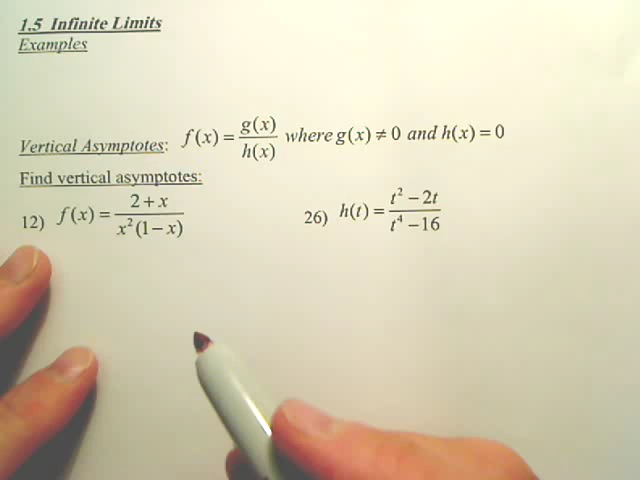 1.5 Infinite Limits
Examples
Vertical Asymptotes: f(x) = g(x)/h(x) where g(x) ≠ 0 and h(x) = 0
Find vertical asymptotes:
12) f(x) = (2+x)/(x²(1−x))
26) h(t) = (t² − 2t)/(t⁴ −16)